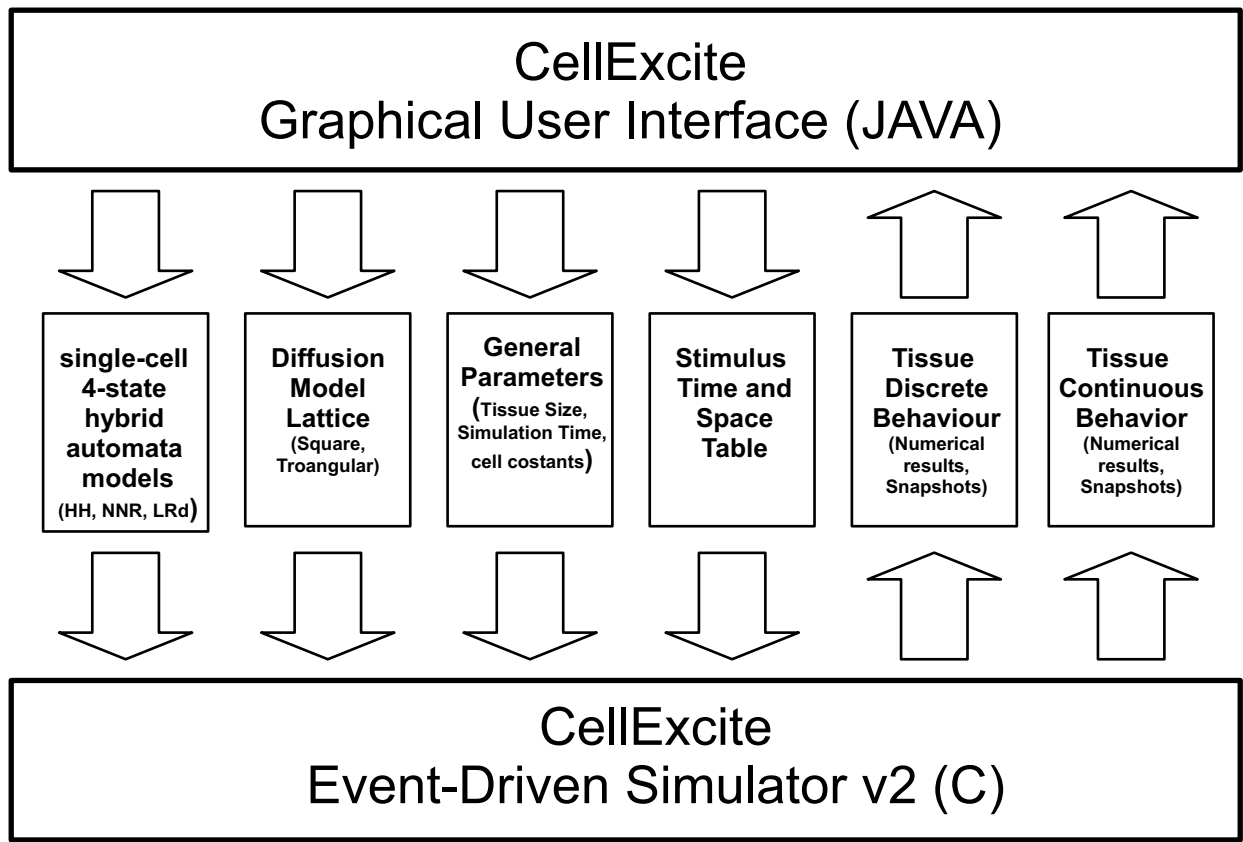 CellExcite
Graphical User Interface (JAVA)
single-cell
4-state
hybrid
automata
models
(HH, NNR, LRd)
Diffusion
Model
Lattice
(Square,
Troangular)
General
Parameters
(Tissue Size,
Simulation Time,
cell costants)
Stimulus
Time and
Space
Table
Tissue
Discrete
Behaviour
(Numerical
results,
Snapshots)
Tissue
Continuous
Behavior
(Numerical
results,
Snapshots)
CellExcite
Event-Driven Simulator v2 (C)